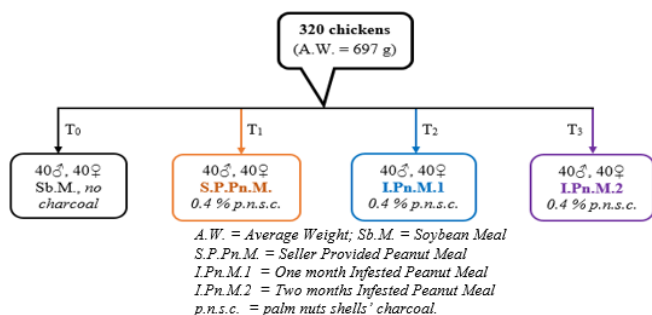 320 chickens
(A.W. = 697 g)
T0 T1 T2 T3
40♂, 40♀ 40♂, 40♀ 40♂, 40♀ 40♂, 40♀
Sb.M., no S.P.Pn.M. I.Pn.M.1 I.Pn.M.2
charcoal 0.4 % p.n.s.c. 0.4 % p.n.s.c. 0.4 % p.n.s.c.
A.W. = Average Weight; Sb.M. = Soybean Meal
S.P.Pn.M. = Seller Provided Peanut Meal
I.Pn.M.1 = One month Infested Peanut Meal
I.Pn.M.2 = Two months Infested Peanut Meal
p.n.s.c. = palm nuts shells' charcoal.